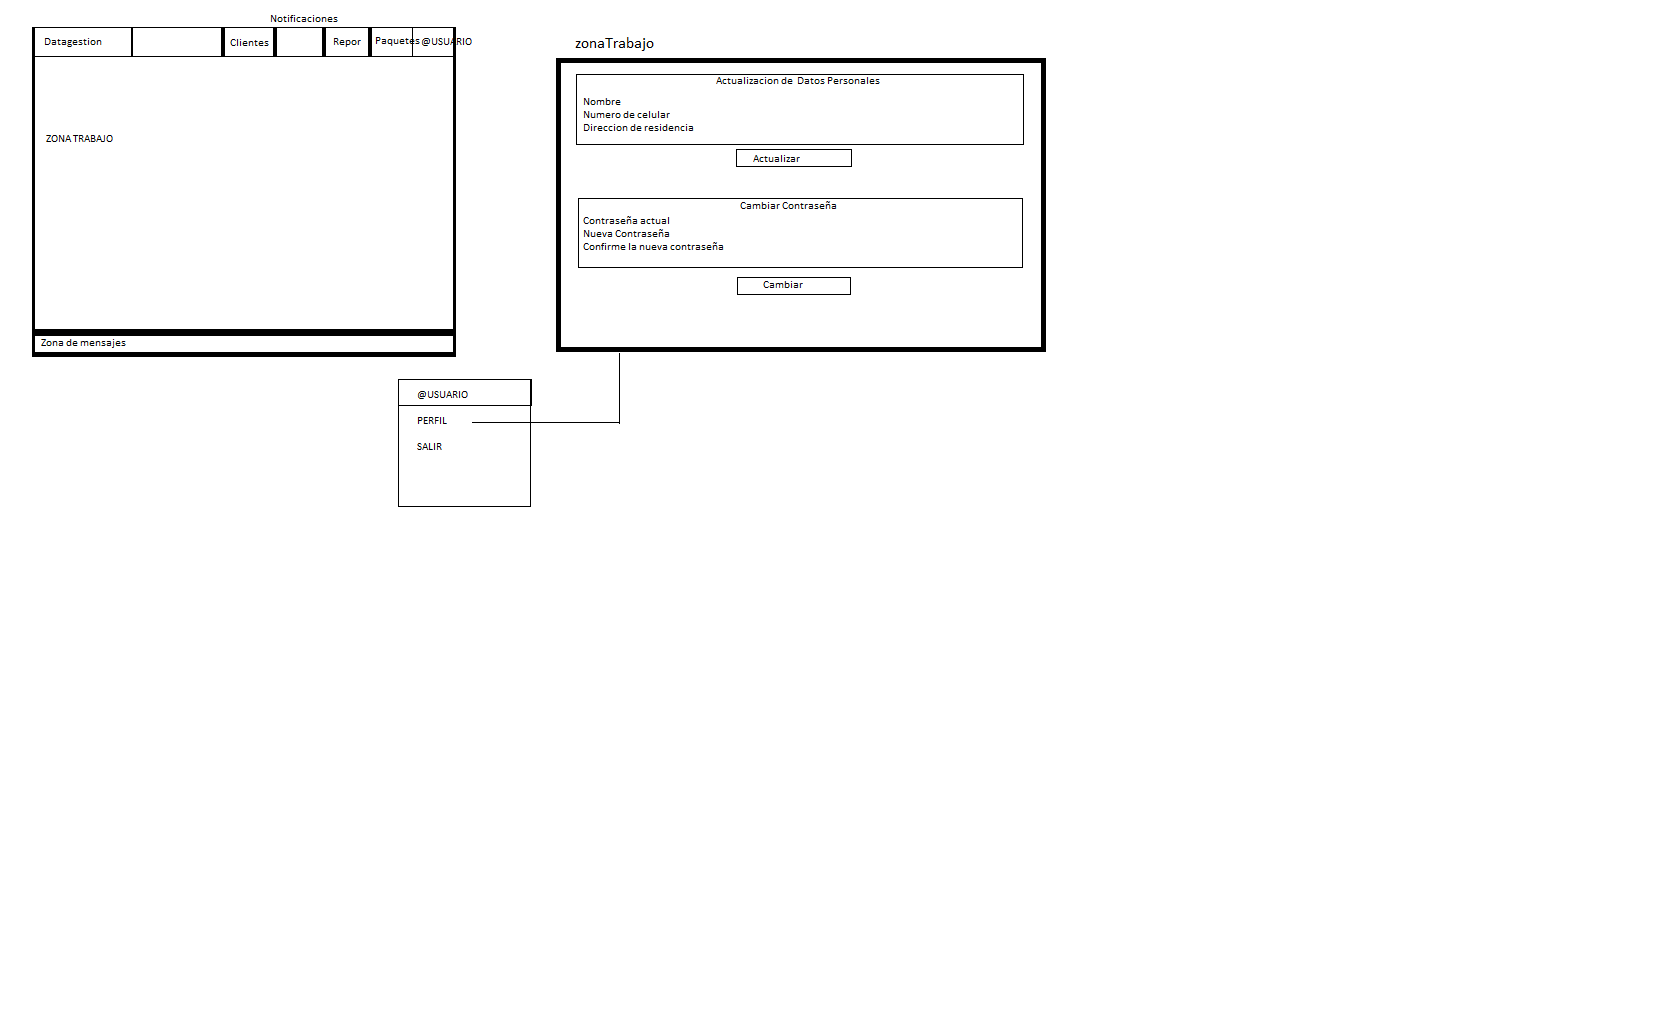 Notificaciones
Datagestion
Clientes
Repor
Paquetes
@USUARIO
ZONA TRABAJO
Zona de mensajes
@USUARIO
PERFIL
SALIR
zonaTrabajo
Actualizacion de Datos Personales
Nombre
Numero de celular
Direccion de residencia
Actualizar
Cambiar Contraseña
Contraseña actual
Nueva Contraseña
Confirme la nueva contraseña
Cambiar